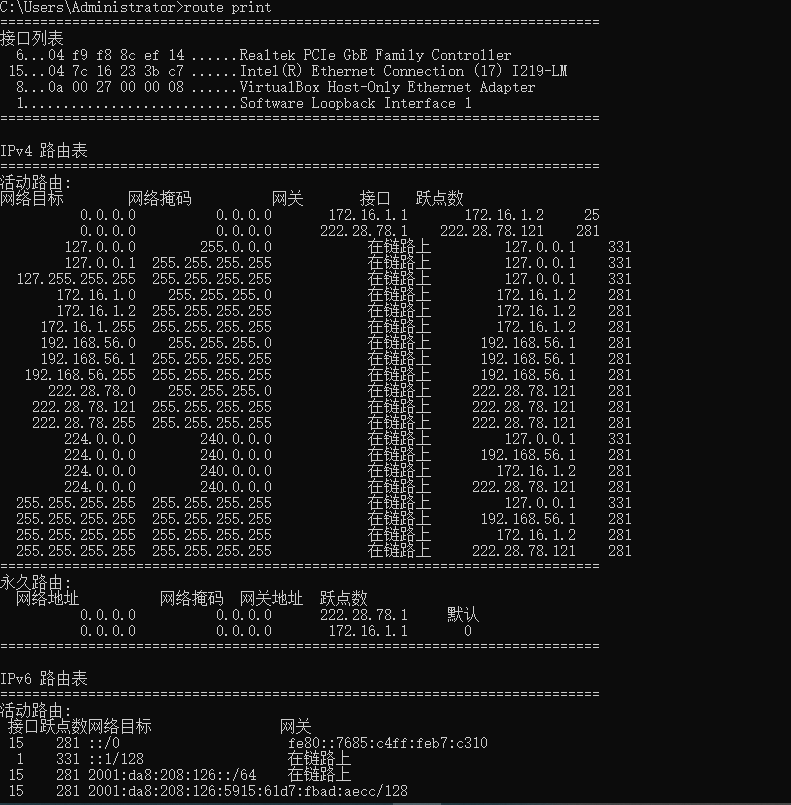 C:\Users\Administrator>route print
===========================================================================
接口列表
  6...04 f9 f8 8c ef 14 ......Realtek PCIe GbE Family Controller
 15...04 7c 16 23 3b c7 ......Intel(R) Ethernet Connection (17) I219-LM
  8...0a 00 27 00 00 08 ......VirtualBox Host-Only Ethernet Adapter
  1...........................Software Loopback Interface 1
===========================================================================
IPv4 路由表
===========================================================================
活动路由:
网络目标        网络掩码          网关       接口   跃点数
          0.0.0.0          0.0.0.0       172.16.1.1       172.16.1.2     25
          0.0.0.0          0.0.0.0      222.28.78.1    222.28.78.121    281
        127.0.0.0        255.0.0.0            在链路上         127.0.0.1    331
        127.0.0.1  255.255.255.255            在链路上         127.0.0.1    331
  127.255.255.255  255.255.255.255            在链路上         127.0.0.1    331
       172.16.1.0    255.255.255.0            在链路上        172.16.1.2    281
       172.16.1.2  255.255.255.255            在链路上        172.16.1.2    281
     172.16.1.255  255.255.255.255            在链路上        172.16.1.2    281
     192.168.56.0    255.255.255.0            在链路上      192.168.56.1    281
     192.168.56.1  255.255.255.255            在链路上      192.168.56.1    281
   192.168.56.255  255.255.255.255            在链路上      192.168.56.1    281
      222.28.78.0    255.255.255.0            在链路上     222.28.78.121    281
    222.28.78.121  255.255.255.255            在链路上     222.28.78.121    281
    222.28.78.255  255.255.255.255            在链路上     222.28.78.121    281
        224.0.0.0        240.0.0.0            在链路上         127.0.0.1    331
        224.0.0.0        240.0.0.0            在链路上      192.168.56.1    281
        224.0.0.0        240.0.0.0            在链路上        172.16.1.2    281
        224.0.0.0        240.0.0.0            在链路上     222.28.78.121    281
  255.255.255.255  255.255.255.255            在链路上         127.0.0.1    331
  255.255.255.255  255.255.255.255            在链路上      192.168.56.1    281
  255.255.255.255  255.255.255.255            在链路上        172.16.1.2    281
  255.255.255.255  255.255.255.255            在链路上     222.28.78.121    281
===========================================================================
永久路由:
  网络地址          网络掩码  网关地址  跃点数
          0.0.0.0          0.0.0.0      222.28.78.1     默认
          0.0.0.0          0.0.0.0       172.16.1.1       0
===========================================================================
IPv6 路由表
===========================================================================
活动路由:
 接口跃点数网络目标                网关
 15    281 ::/0                     fe80::7685:c4ff:feb7:c310
  1    331 ::1/128                  在链路上
 15    281 2001:da8:208:126::/64    在链路上
 15    281 2001:da8:208:126:5915:61d7:fbad:aecc/128